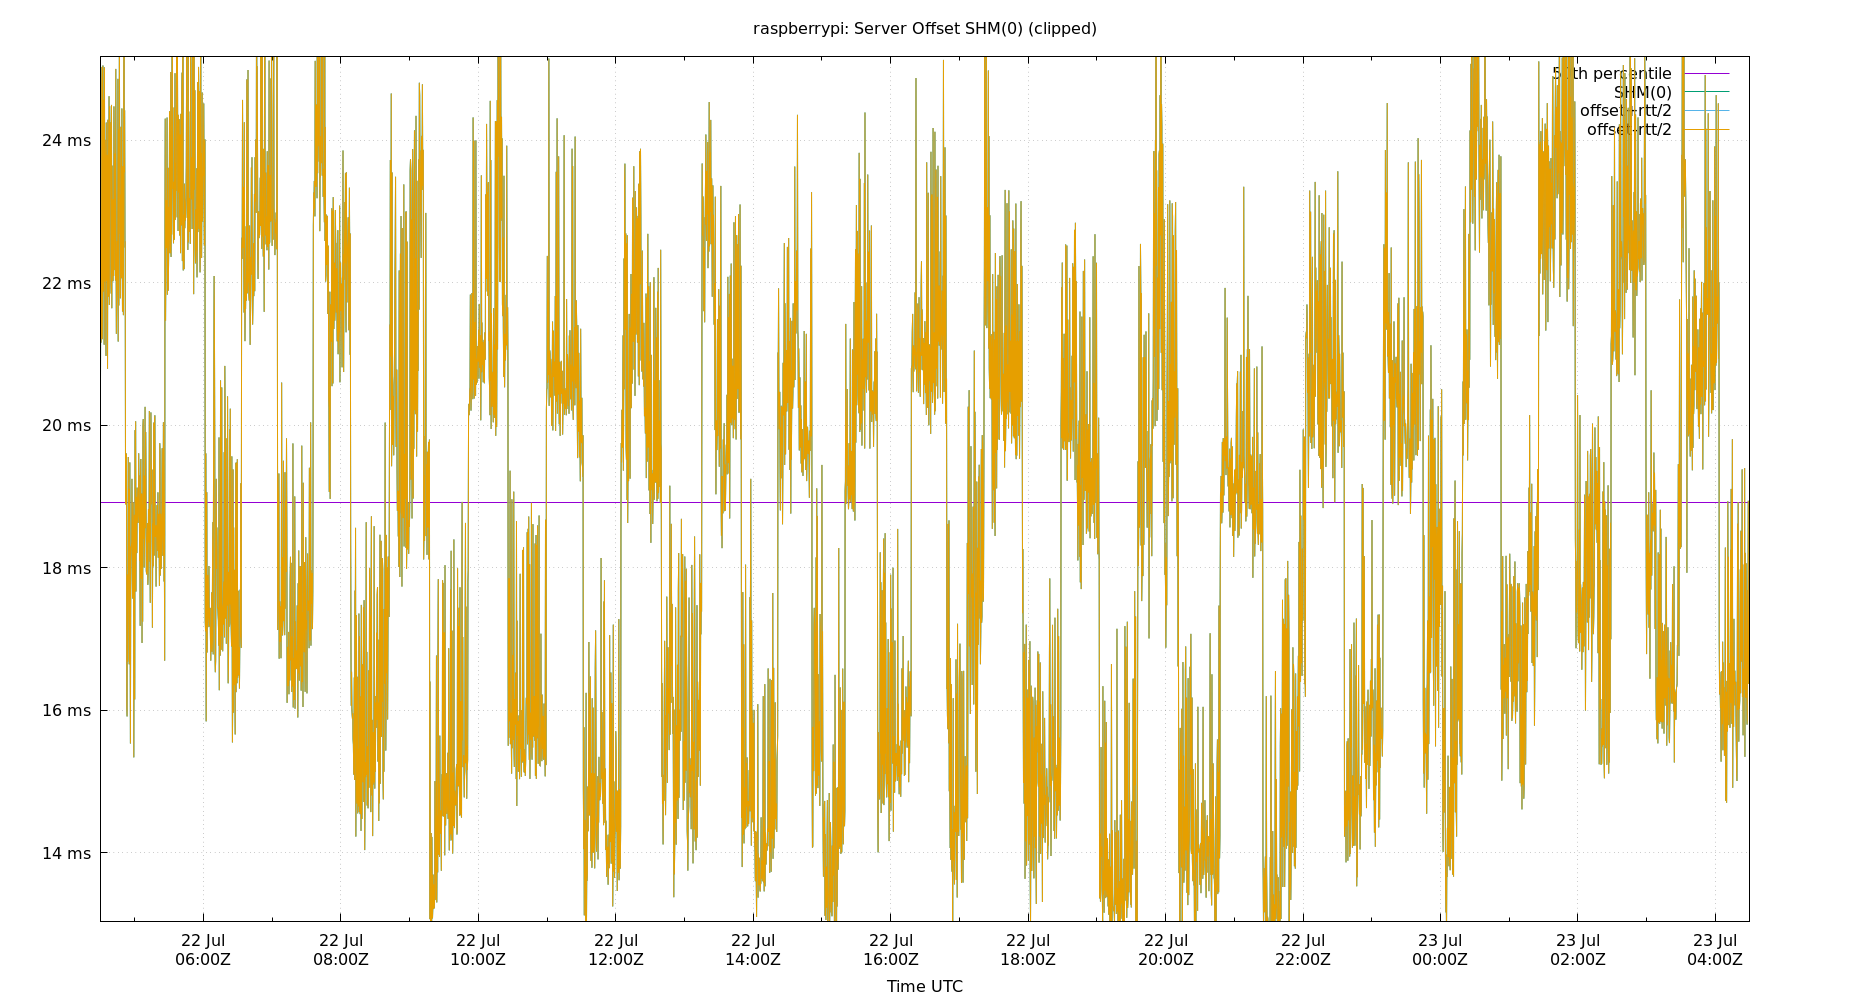 raspberrypi: Server Offset SHM(0) (clipped)
50th percentile
SHM(0)
offset+rtt/2
offset-rtt/2
24 ms
22 ms
20 ms
18 ms
16 ms
14 ms
22 Jul 22 Jul 22 Jul 22 Jul 22 Jul 22 Jul 22 Jul 22 Jul 22 Jul 23 Jul 23 Jul 23 Jul
06:00Z 08:00Z 10:00Z 12:00Z 14:00Z 16:00Z 18:00Z 20:00Z 22:00Z 00:00Z 02:00Z 04:00Z
Time UTC